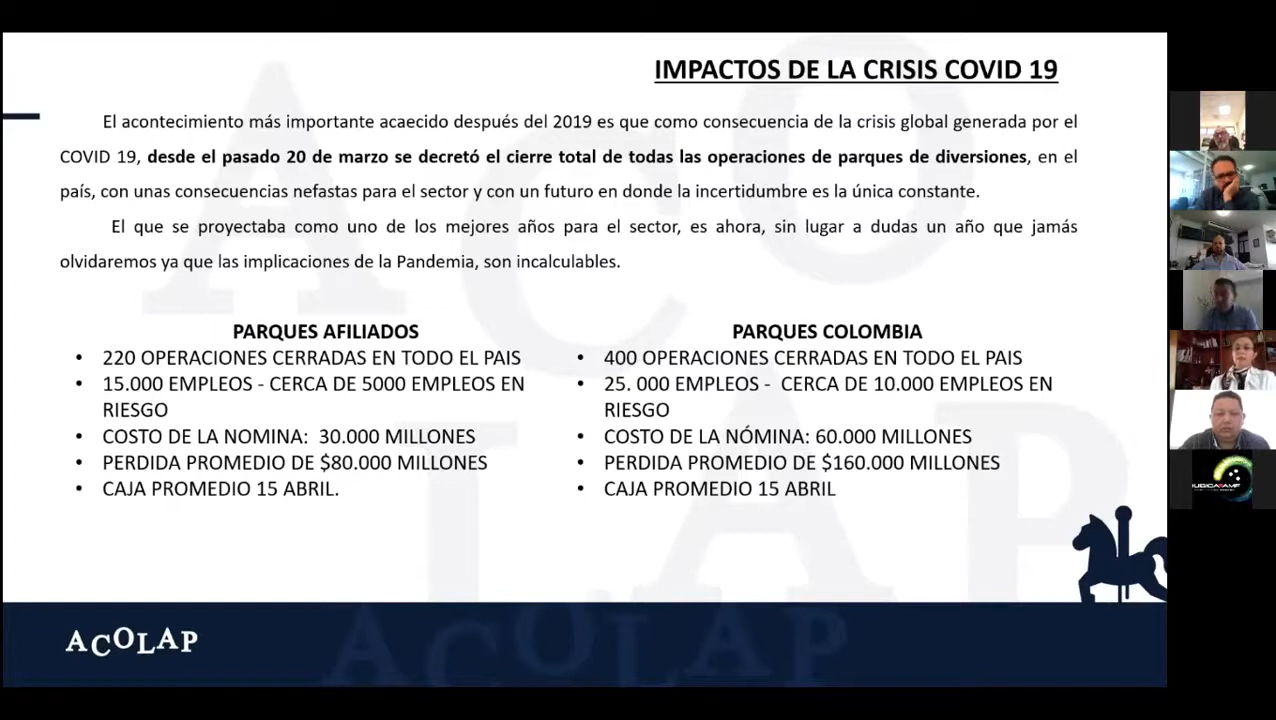 IMPACTOS DE LA CRISIS COVID 19
El acontecimiento más importante acaecido después del 2019 es que como consecuencia de la crisis global generada por el
COVID 19, desde el pasado 20 de marzo se decretó el cierre total de todas las operaciones de parques de diversiones, en el
país, con unas consecuencias nefastas para el sector y con un futuro en donde la incertidumbre es la única constante.
El que se proyectaba como uno de los mejores años para el sector, es ahora, sin lugar a dudas un año que jamás
olvidaremos ya que las implicaciones de la Pandemia, son incalculables.
PARQUES AFILIADOS
• 220 OPERACIONES CERRADAS EN TODO EL PAIS
• 15.000 EMPLEOS - CERCA DE 5000 EMPLEOS EN
RIESGO
• COSTO DE LA NOMINA: 30.000 MILLONES
• PERDIDA PROMEDIO DE $80.000 MILLONES
• CAJA PROMEDIO 15 ABRIL.
PARQUES COLOMBIA
• 400 OPERACIONES CERRADAS EN TODO EL PAIS
• 25. 000 EMPLEOS - CERCA DE 10.000 EMPLEOS EN
RIESGO
• COSTO DE LA NÓMINA: 60.000 MILLONES
• PERDIDA PROMEDIO DE $160.000 MILLONES
• CAJA PROMEDIO 15 ABRIL
ACOLAP
ACOLAP
ACOLAP